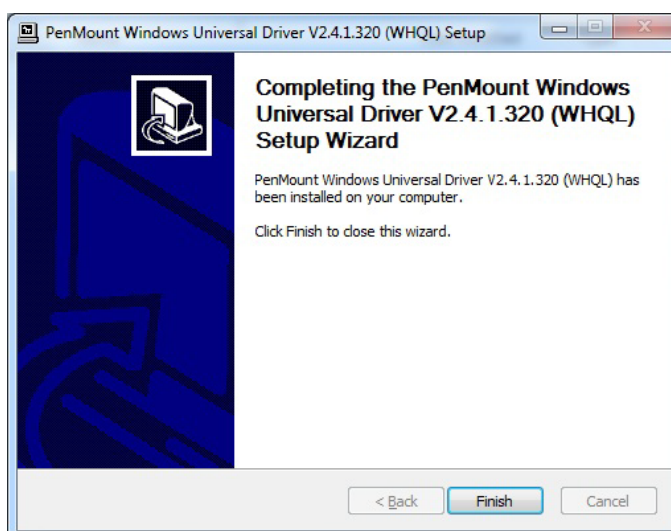 PenMount Windows Universal Driver V2.4.1.320 (WHQL) Setup
Completing the PenMount Windows
Universal Driver V2.4.1.320 (WHQL)
Setup Wizard
PenMount Windows Universal Driver V2.4.1.320 (WHQL) has
been installed on your computer.
Click Finish to close this wizard.
< Back
Finish
Cancel